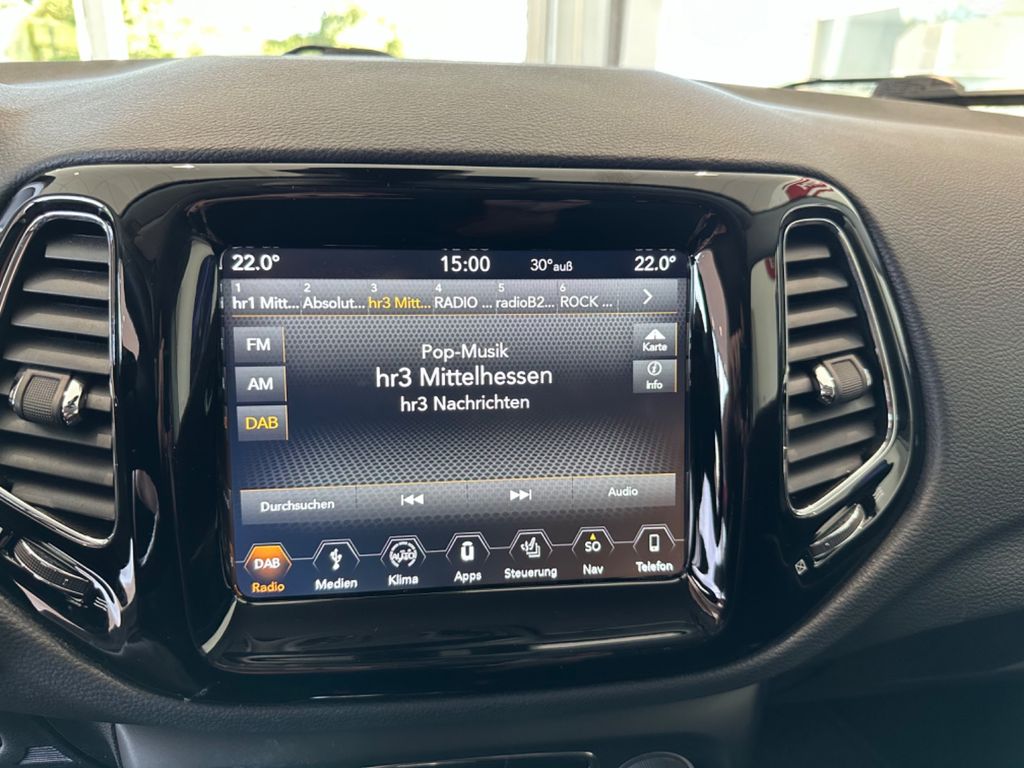 22.0° 15:00 30°auß 22.0°
1 2 3 4 5 6
hr1 Mitt... Absolut... hr3 Mitt... RADIO ... radioB2... ROCK ...
FM
AM
DAB
Pop-Musik
hr3 Mittelhessen
hr3 Nachrichten
Karte
Info
Durchsuchen
Audio
DAB AUTO SO
Radio Medien Klima Apps Steuerung Nav Telefon